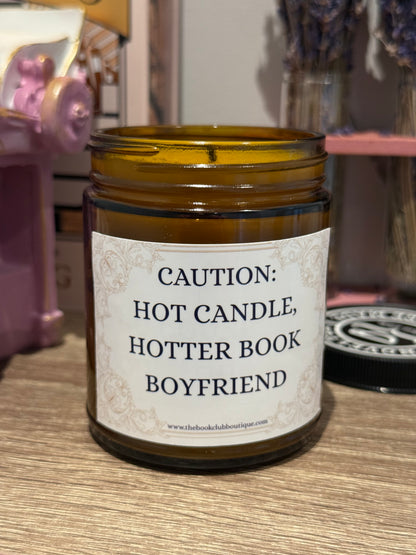 CAUTION:
HOT CANDLE,
HOTTER BOOK
BOYFRIEND
www.thebookclubboutique.com